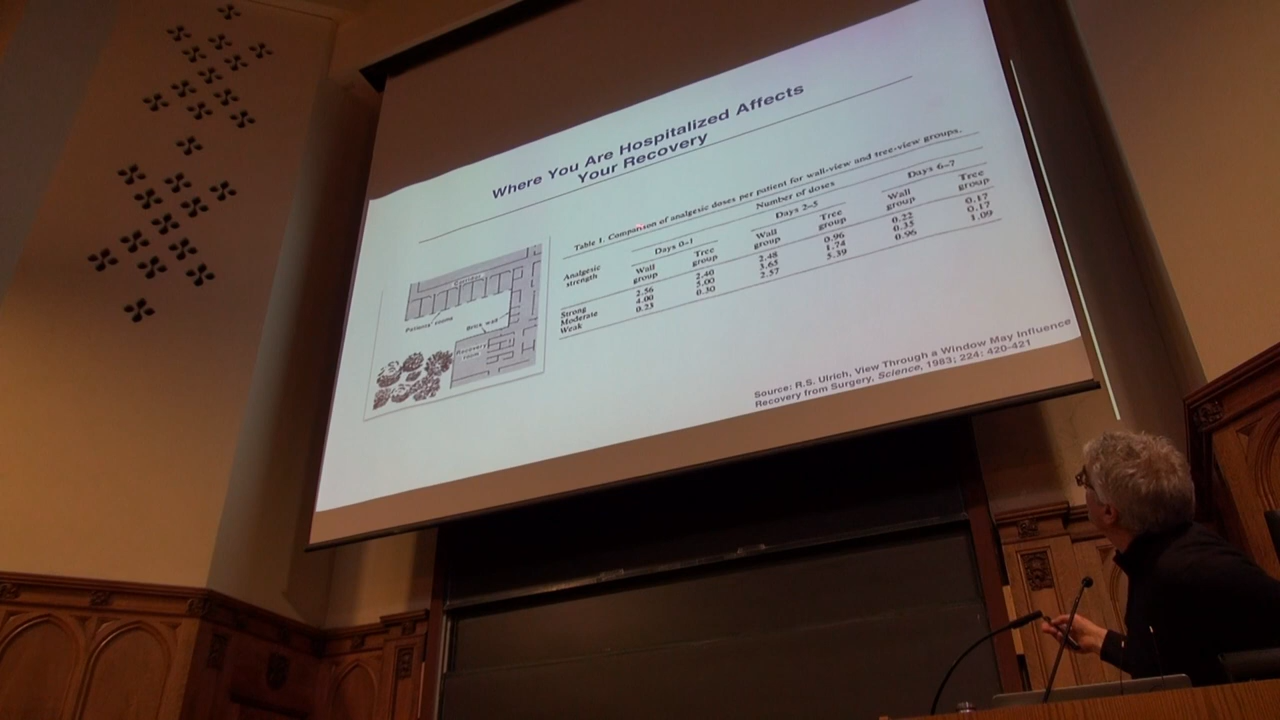 Where You Are Hospitalized Affects
Your Recovery
Table 1. Comparison of analgesic doses per patient for wall-view and tree-view groups.
Number of doses
Analgesic strength Days 0–1 Days 2–5 Days 6–7
Wall group Tree group Wall group Tree group Wall group Tree group
Strong 2.56 2.40 2.48 0.96 0.22 0.17
Moderate 4.00 5.00 3.65 1.74 0.35 0.17
Weak 0.23 0.30 2.57 5.39 0.96 1.09
Corridor
Patients' rooms
Brick wall
Recovery
room
Source: R.S. Ulrich, View Through a Window May Influence
Recovery from Surgery, Science, 1983; 224: 420-421